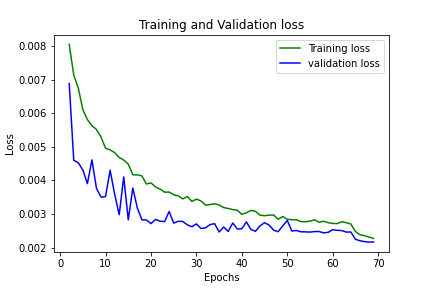 Training and Validation loss
Training loss
validation loss
Loss
0.008
0.007
0.006
0.005
0.004
0.003
0.002
0 10 20 30 40 50 60 70
Epochs